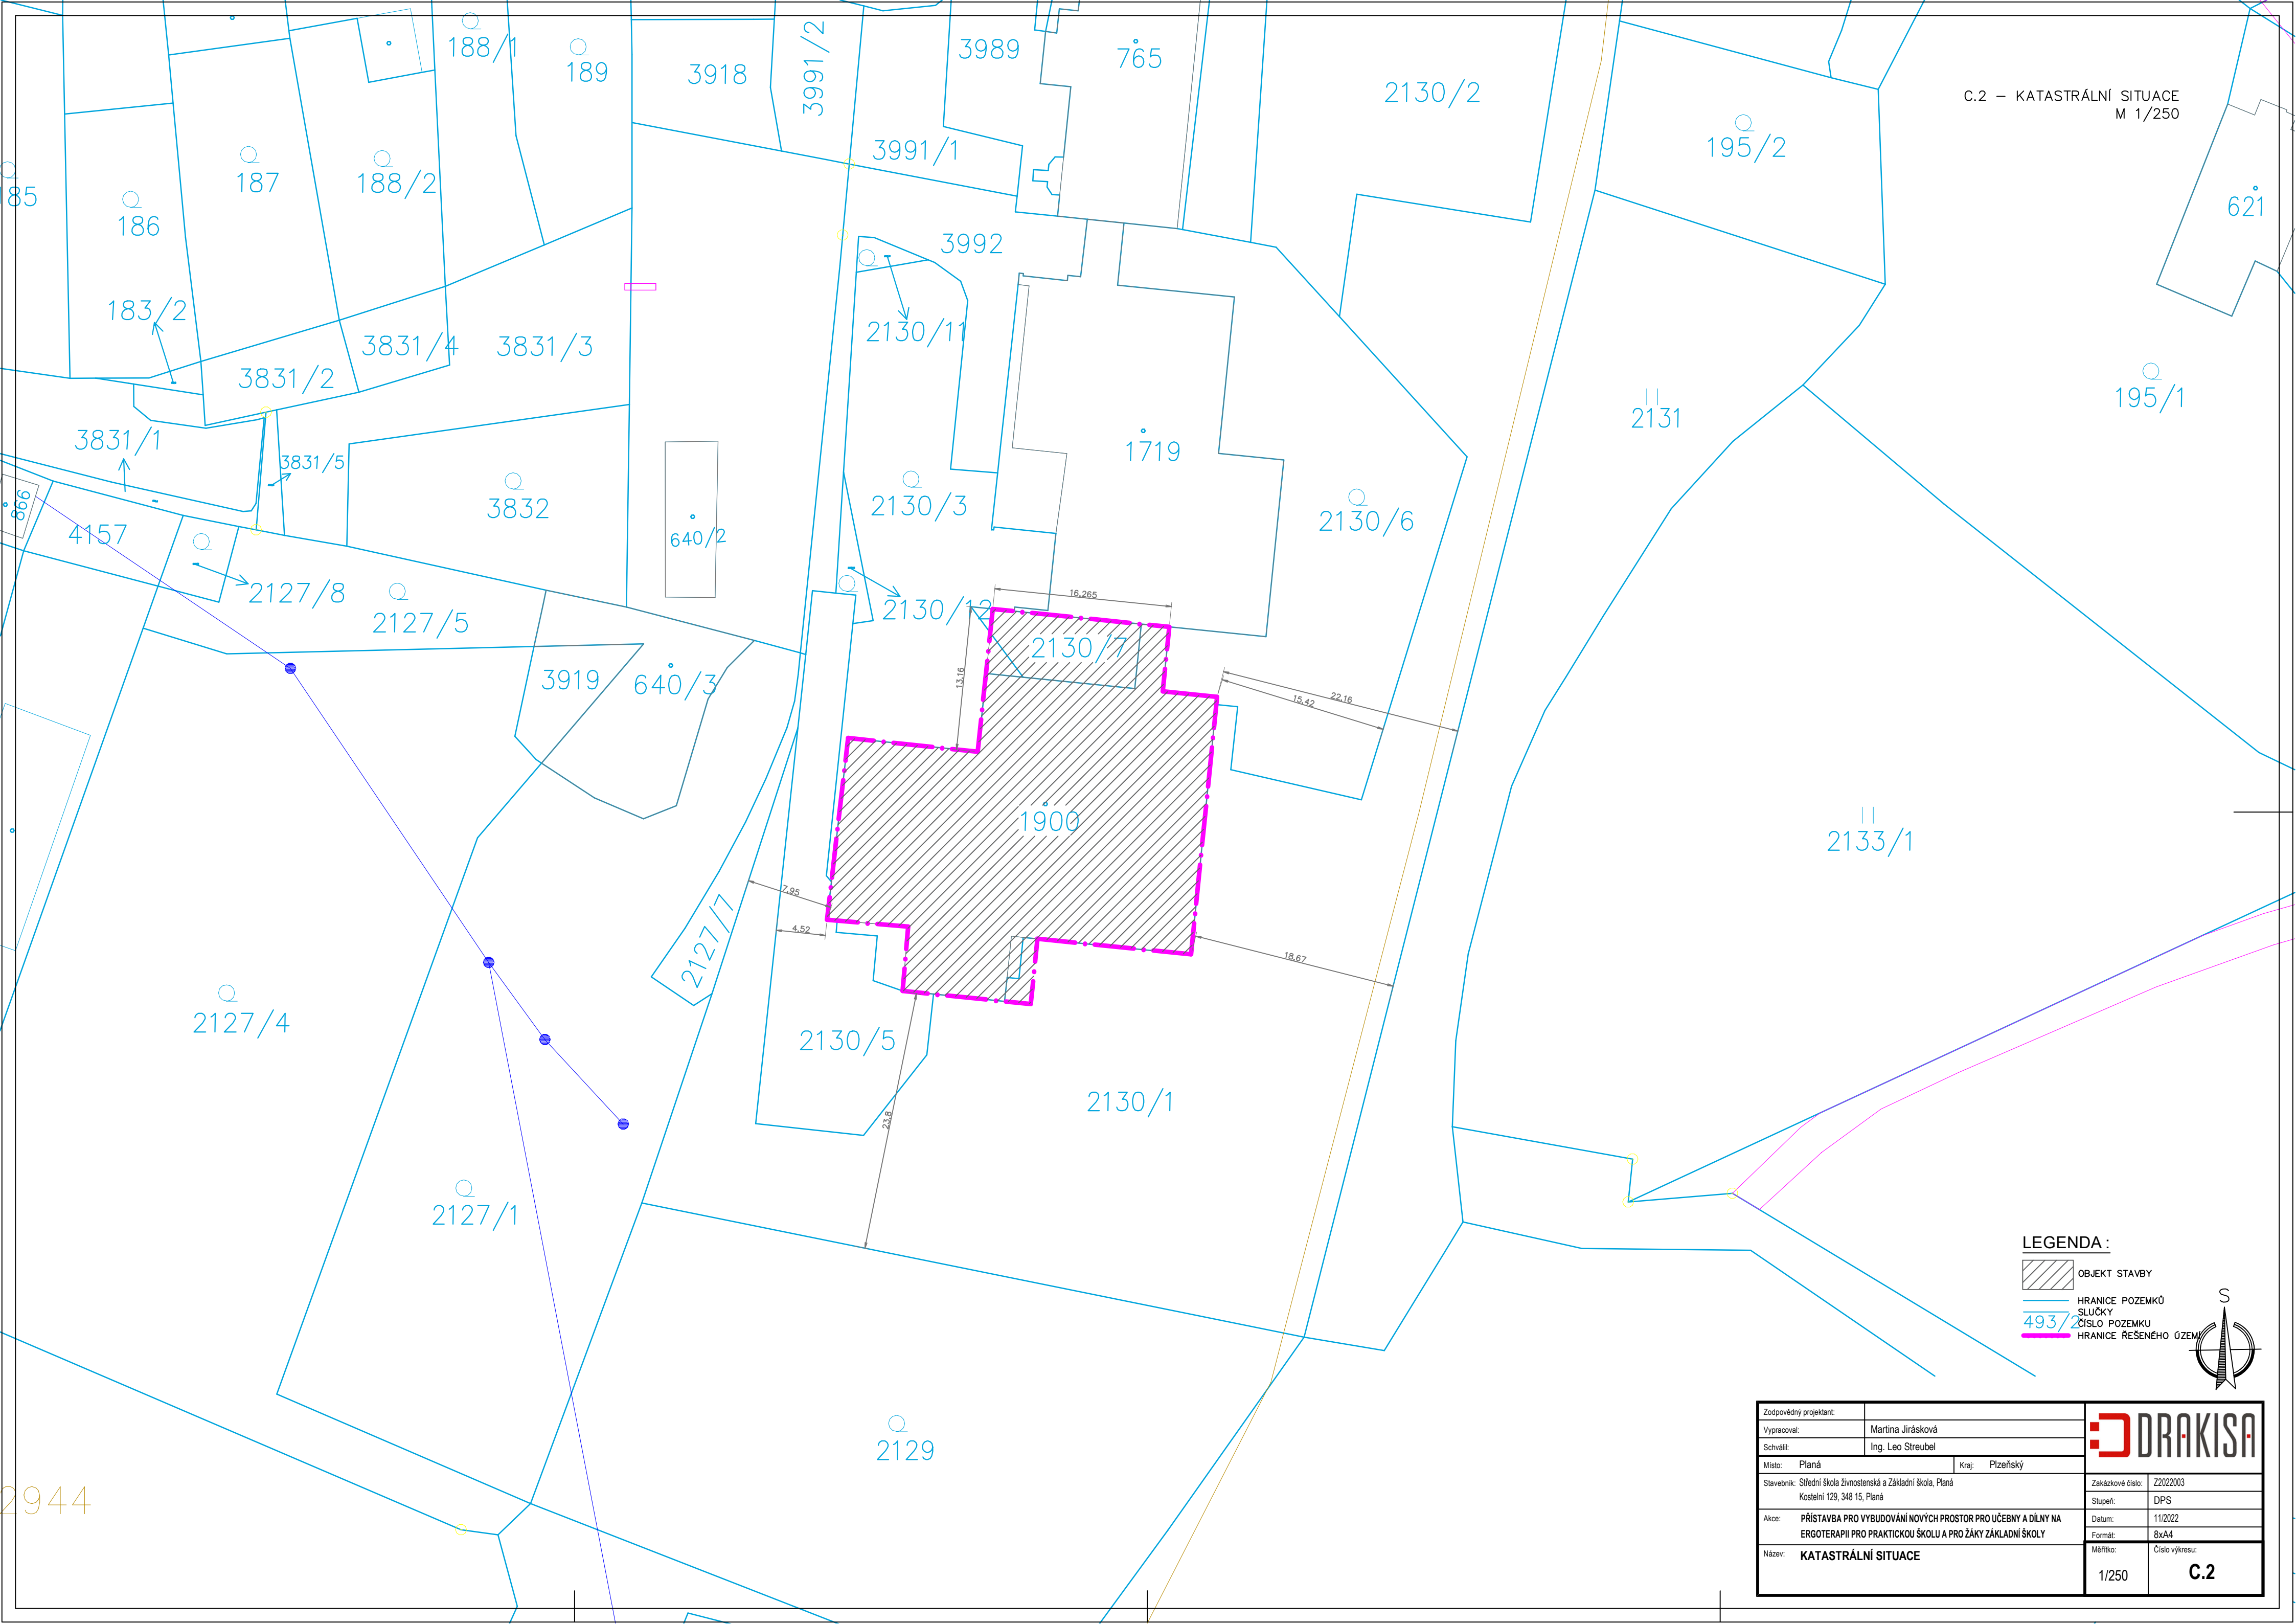 C.2 – KATASTRÁLNÍ SITUACE
M 1/250
188/1
189
3918
3991/2
3989
765
2130/2
195/2
3991/1
185
186
187
188/2
621
3992
183/2
2130/11
3831/4
3831/3
3831/2
195/1
2131
3831/1
3831/5
1719
866
4157
3832
640/2
2130/3
2130/6
2127/8
2127/5
2130/12
16,265
2130/7
13,16
3919
640/3
22,16
15,42
1900
2133/1
7,95
4,52
2127/7
18,67
2127/4
2130/5
23,8
2130/1
2127/1
2129
2944
LEGENDA :
OBJEKT STAVBY
HRANICE POZEMKŮ
SLUČKY
493/2 ČÍSLO POZEMKU
HRANICE ŘEŠENÉHO ÚZEMÍ
S
Zodpovědný projektant:
Vypracoval: Martina Jirásková
Schválil: Ing. Leo Streubel
Místo: Planá Kraj: Plzeňský
Stavebník: Střední škola živnostenská a Základní škola, Planá
Kostelní 129, 348 15, Planá
Akce: PŘÍSTAVBA PRO VYBUDOVÁNÍ NOVÝCH PROSTOR PRO UČEBNY A DÍLNY NA
ERGOTERAPII PRO PRAKTICKOU ŠKOLU A PRO ŽÁKY ZÁKLADNÍ ŠKOLY
Název: KATASTRÁLNÍ SITUACE
DRAKISA
Zakázkové číslo: Z2022003
Stupeň: DPS
Datum: 11/2022
Formát: 8xA4
Měřítko: Číslo výkresu:
1/250 C.2